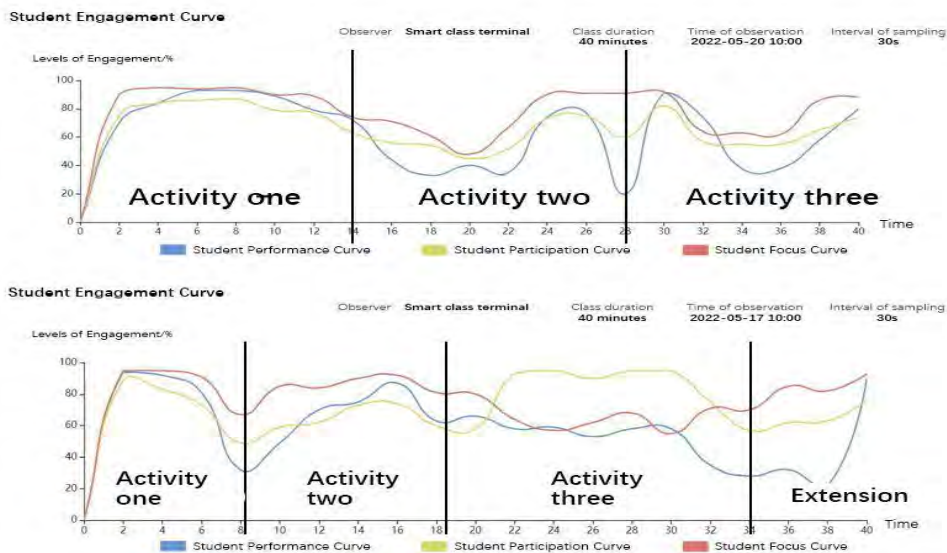 Student Engagement Curve
Observer Smart class terminal Class duration 40 minutes Time of observation 2022-05-20 10:00 Interval of sampling 30s
Levels of Engagement/%
100
80
60
40
20
0
Activity one Activity two Activity three
0 2 4 6 8 10 12 14 16 18 20 22 24 26 28 30 32 34 36 38 40 Time
Student Performance Curve Student Participation Curve Student Focus Curve
Student Engagement Curve
Observer Smart class terminal Class duration 40 minutes Time of observation 2022-05-17 10:00 Interval of sampling 30s
Levels of Engagement/%
100
80
60
40
20
0
Activity one Activity two Activity three Extension
0 2 4 6 8 10 12 14 16 18 20 22 24 26 28 30 32 34 36 38 40 Time
Student Performance Curve Student Participation Curve Student Focus Curve